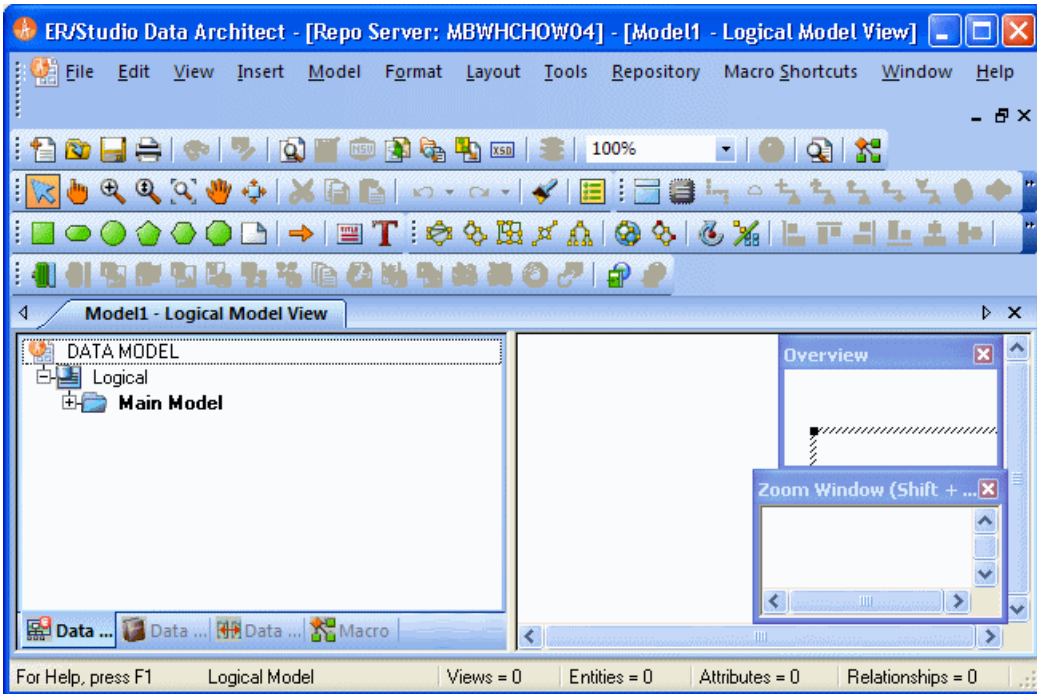 ER/Studio Data Architect - [Repo Server: MBWHCHOW04] - [Model1 - Logical Model View]
File Edit View Insert Model Format Layout Tools Repository Macro Shortcuts Window Help
NSU XSD 100%
T
Model1 - Logical Model View
DATA MODEL
Logical
Main Model
Overview
Zoom Window (Shift + ...
Data ... Data ... Data ... Macro
For Help, press F1 Logical Model Views = 0 Entities = 0 Attributes = 0 Relationships = 0